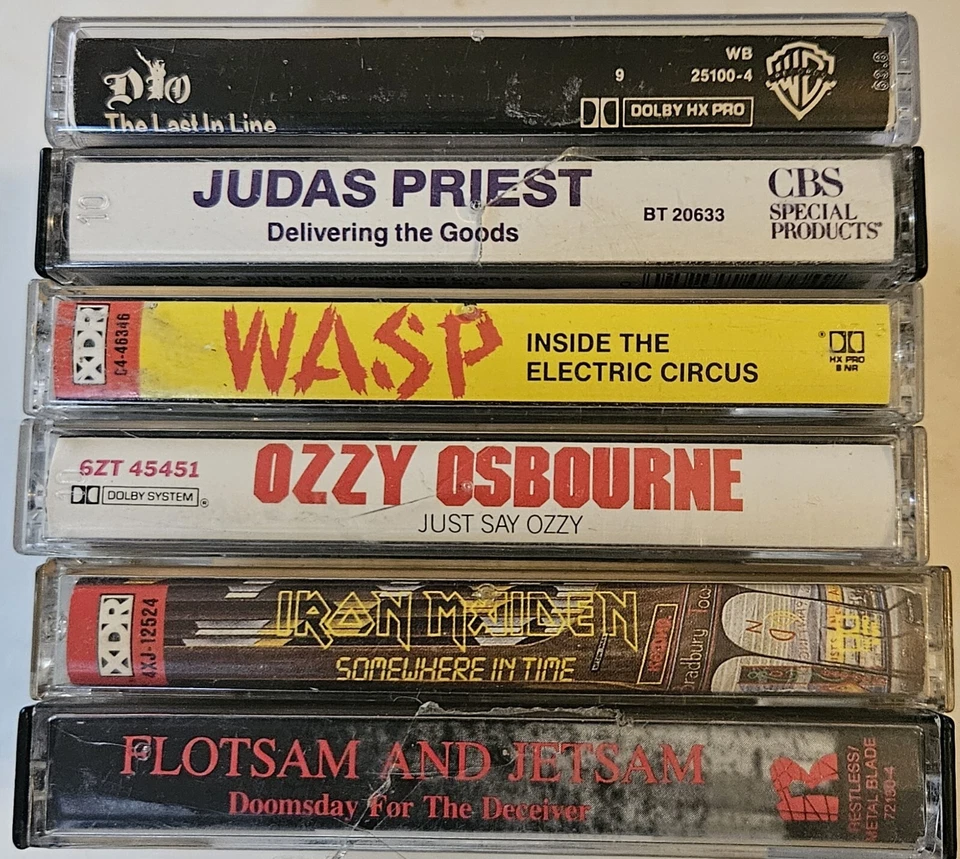 Dio
The Last In Line
9
WB
25100-4
DOLBY HX PRO
10
JUDAS PRIEST
Delivering the Goods
BT 20633
CBS
SPECIAL
PRODUCTS
XDR
C4-46346
WASP
INSIDE THE
ELECTRIC CIRCUS
HX PRO
B NR
6ZT 45451
DOLBY SYSTEM
OZZY OSBOURNE
JUST SAY OZZY
XDR
4XJ-12524
IRON MAIDEN
SOMEWHERE IN TIME
FLOTSAM AND JETSAM
Doomsday For The Deceiver
RESTLESS/
METAL BLADE